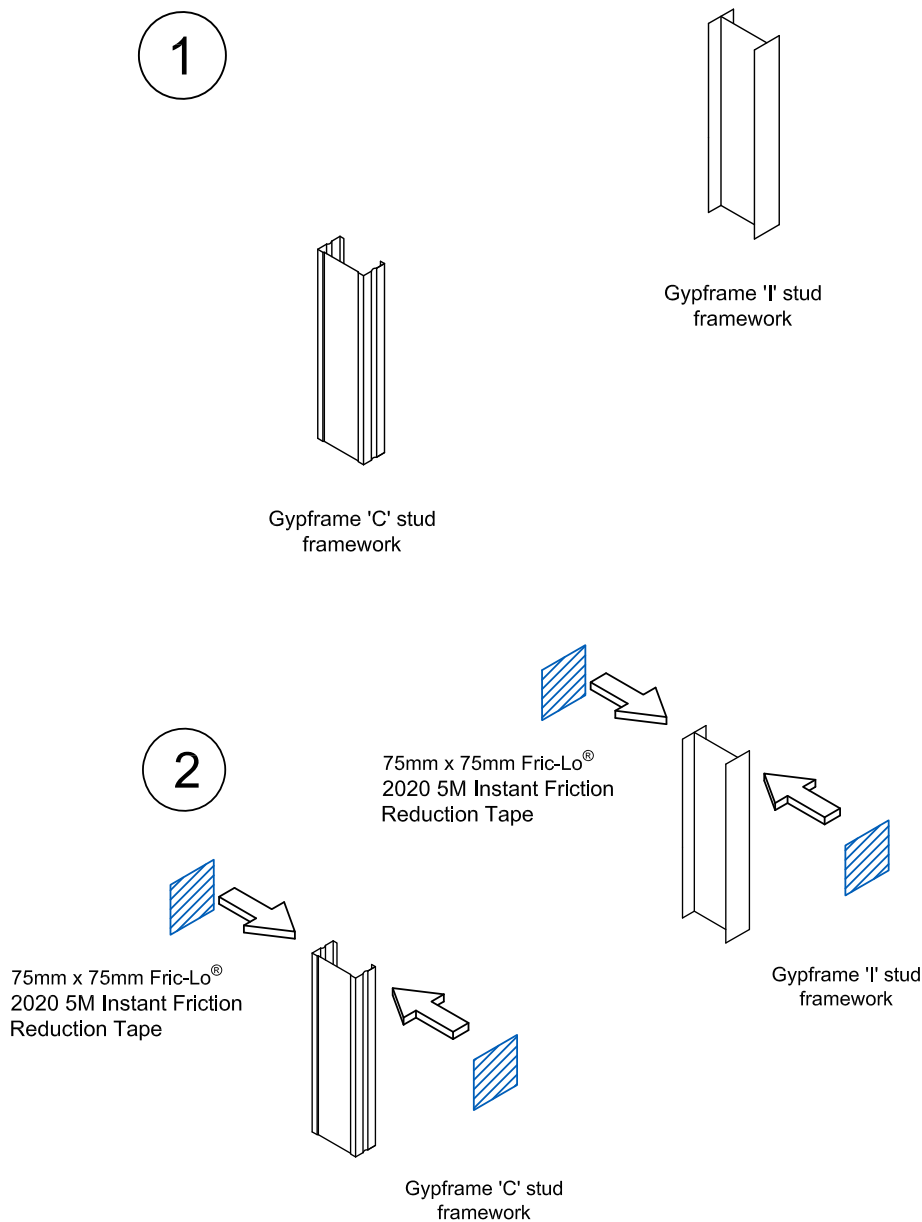 1
Gypframe 'I' stud
framework
Gypframe 'C' stud
framework
2
75mm x 75mm Fric-Lo®
2020 5M Instant Friction
Reduction Tape
Gypframe 'I' stud
framework
75mm x 75mm Fric-Lo®
2020 5M Instant Friction
Reduction Tape
Gypframe 'C' stud
framework